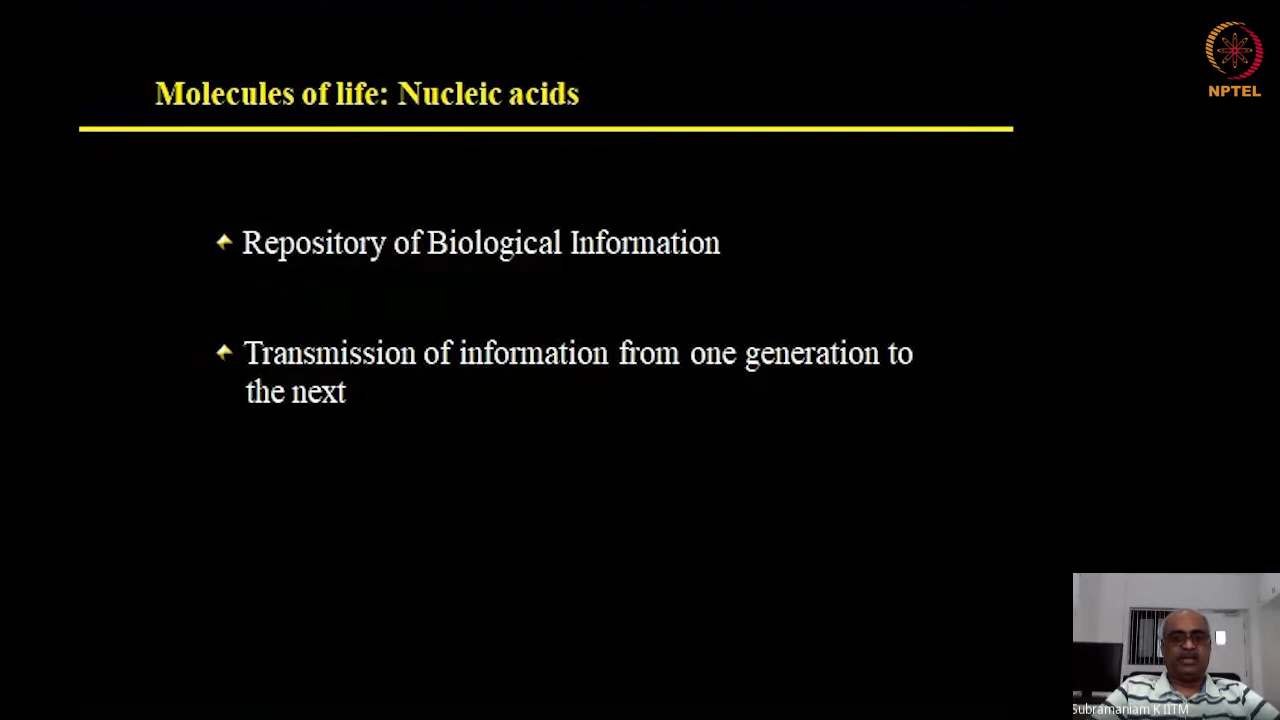 Molecules of life: Nucleic acids
NPTEL
Repository of Biological Information
Transmission of information from one generation to
the next
Subramaniam K IITM